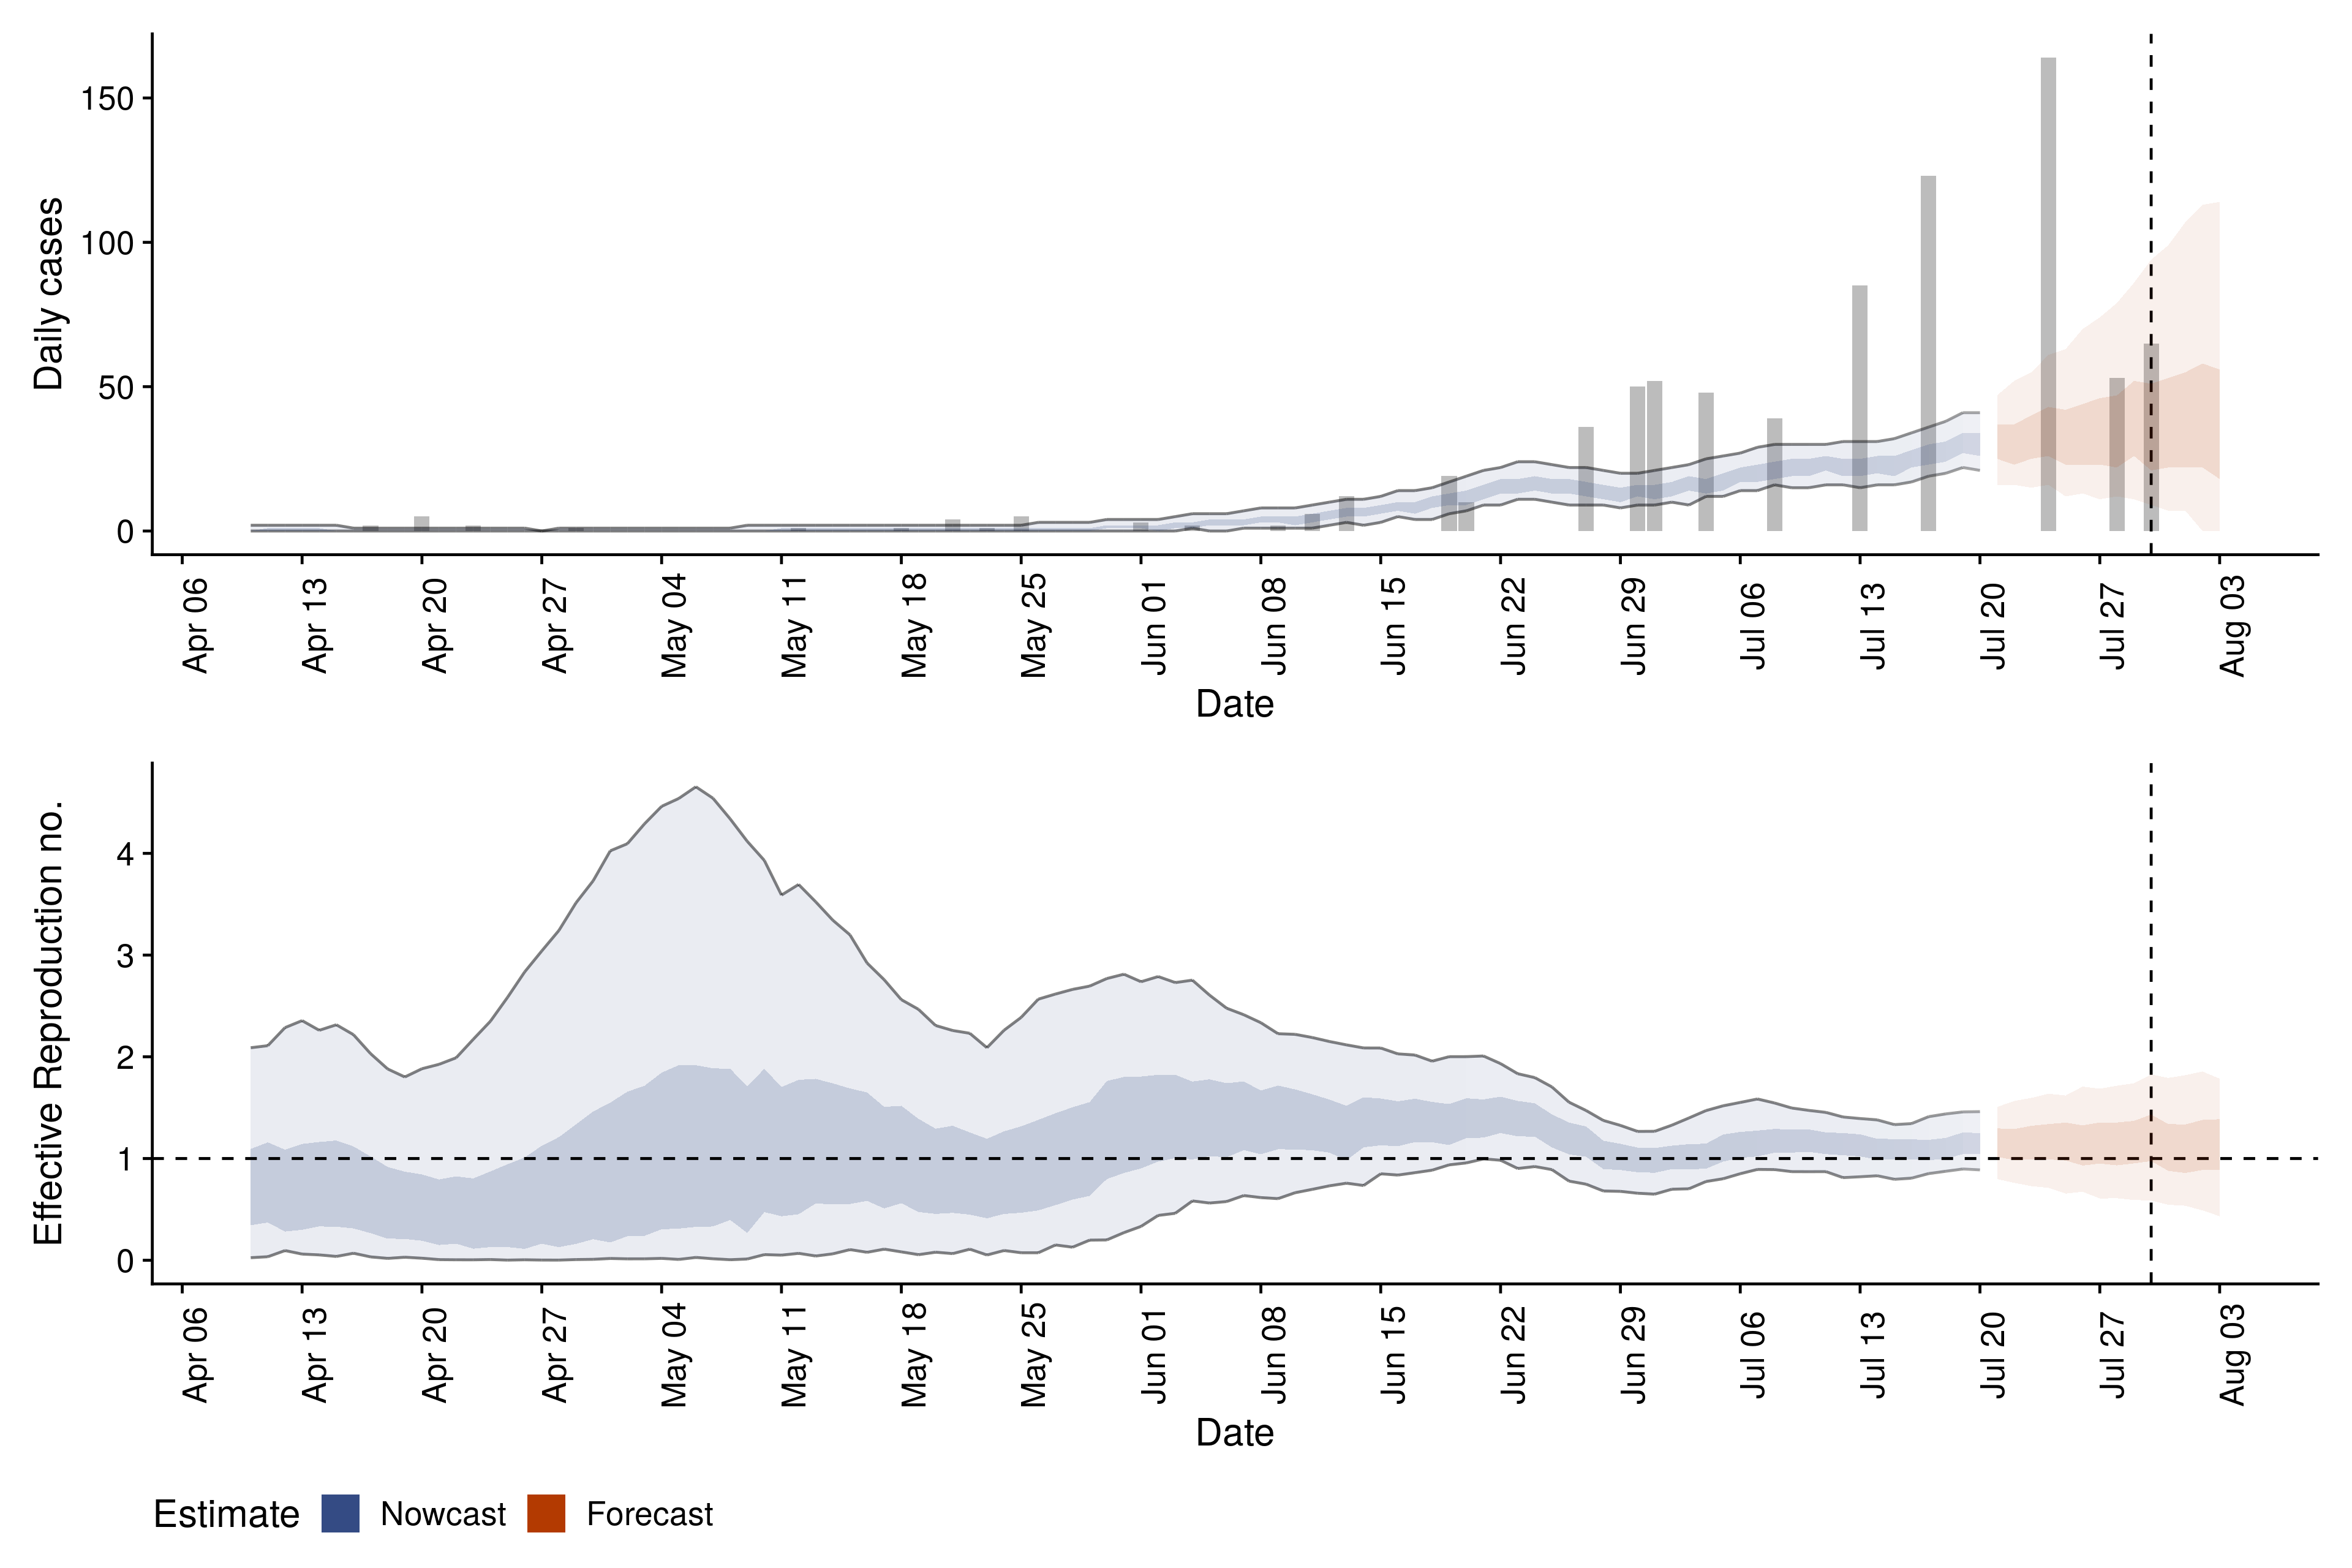 Daily cases
150
100
50
0
Apr 06
Apr 13
Apr 20
Apr 27
May 04
May 11
May 18
May 25
Jun 01
Jun 08
Jun 15
Jun 22
Jun 29
Jul 06
Jul 13
Jul 20
Jul 27
Aug 03
Date
Effective Reproduction no.
4
3
2
1
0
Apr 06
Apr 13
Apr 20
Apr 27
May 04
May 11
May 18
May 25
Jun 01
Jun 08
Jun 15
Jun 22
Jun 29
Jul 06
Jul 13
Jul 20
Jul 27
Aug 03
Date
Estimate Nowcast Forecast